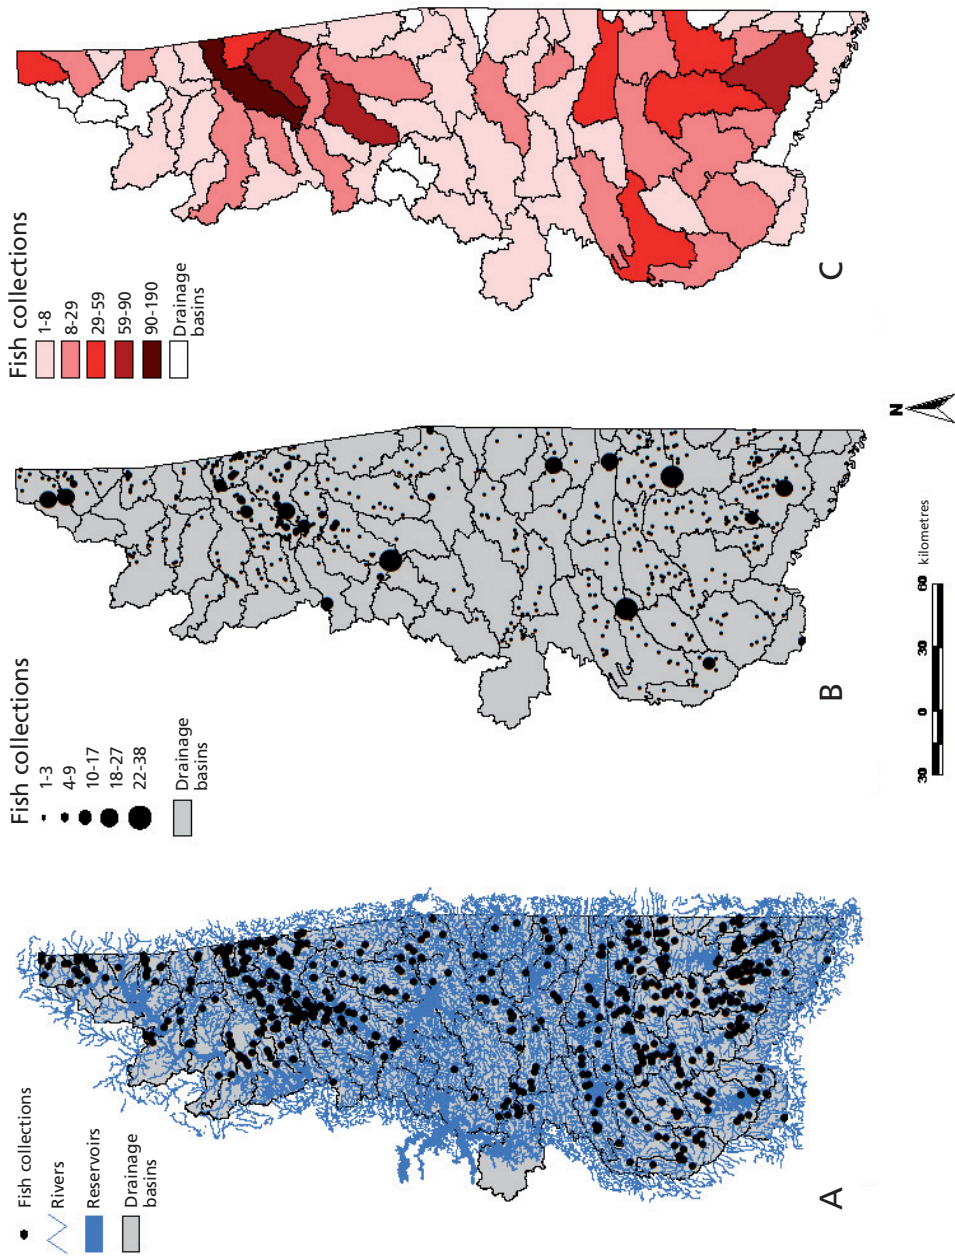 Fish collections
Rivers
Reservoirs
Drainage
basins
A
Fish collections
1-3
4-9
10-17
18-27
22-38
Drainage
basins
B
Fish collections
1-8
8-29
29-59
59-90
90-190
Drainage
basins
C
30 0 30 60 kilometres
N